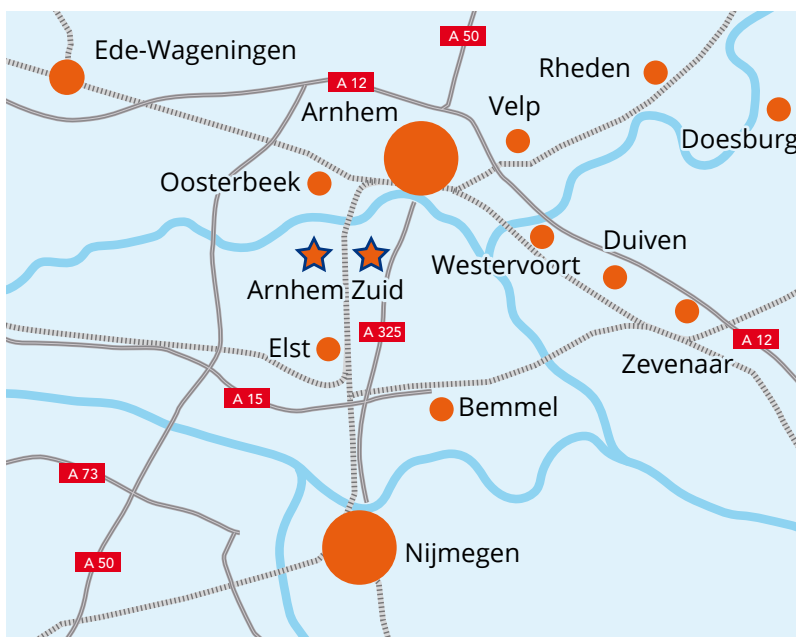 A 50
Ede-Wageningen
Rheden
A 12
Arnhem
Velp
Doesburg
Oosterbeek
Duiven
Westervoort
Arnhem Zuid
A 325
A 12
Elst
Zevenaar
A 15
Bemmel
A 73
Nijmegen
A 50